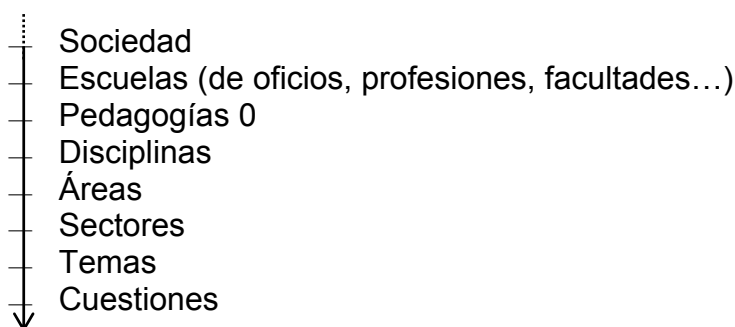 Sociedad
Escuelas (de oficios, profesiones, facultades…)
Pedagogías 0
Disciplinas
Áreas
Sectores
Temas
Cuestiones